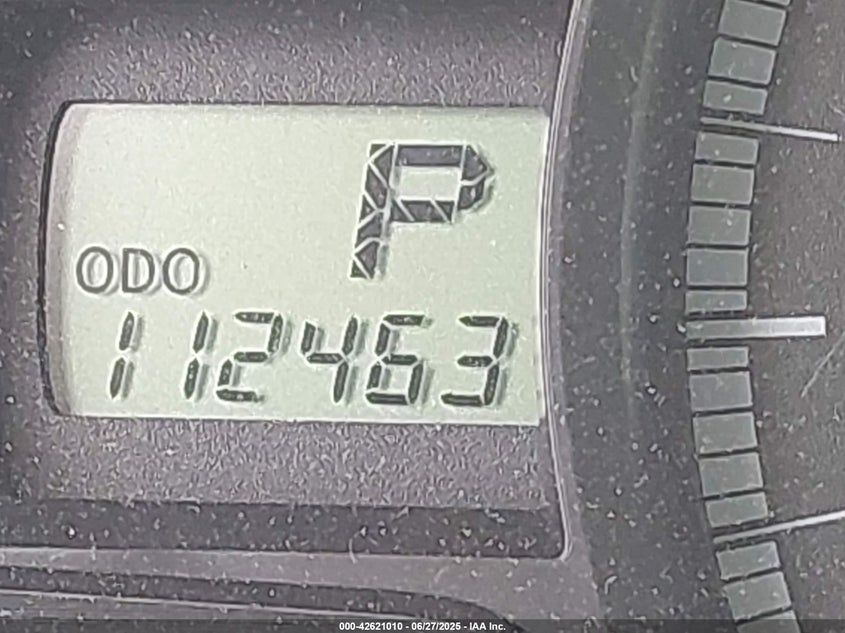 P
ODO
112463
000-42621010 - 06/27/2025 - IAA Inc.